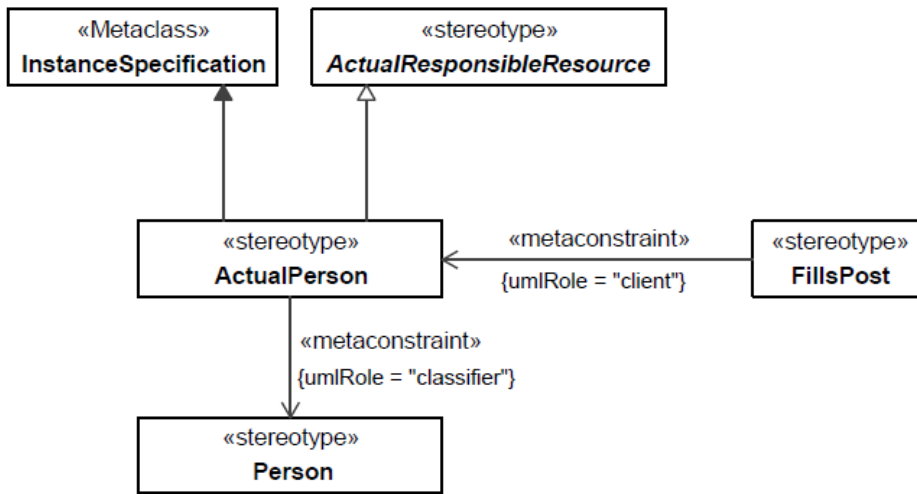 «Metaclass»
InstanceSpecification
«stereotype»
ActualResponsibleResource
«stereotype»
ActualPerson
«metaconstraint»
{umlRole = "client"}
«stereotype»
FillsPost
«metaconstraint»
{umlRole = "classifier"}
«stereotype»
Person